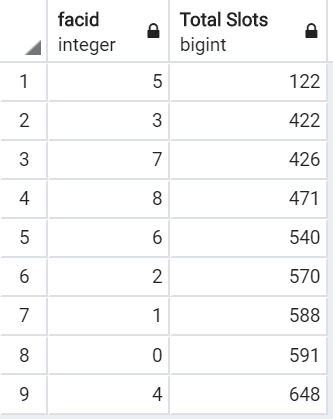 facid Total Slots
integer bigint
1 5 122
2 3 422
3 7 426
4 8 471
5 6 540
6 2 570
7 1 588
8 0 591
9 4 648